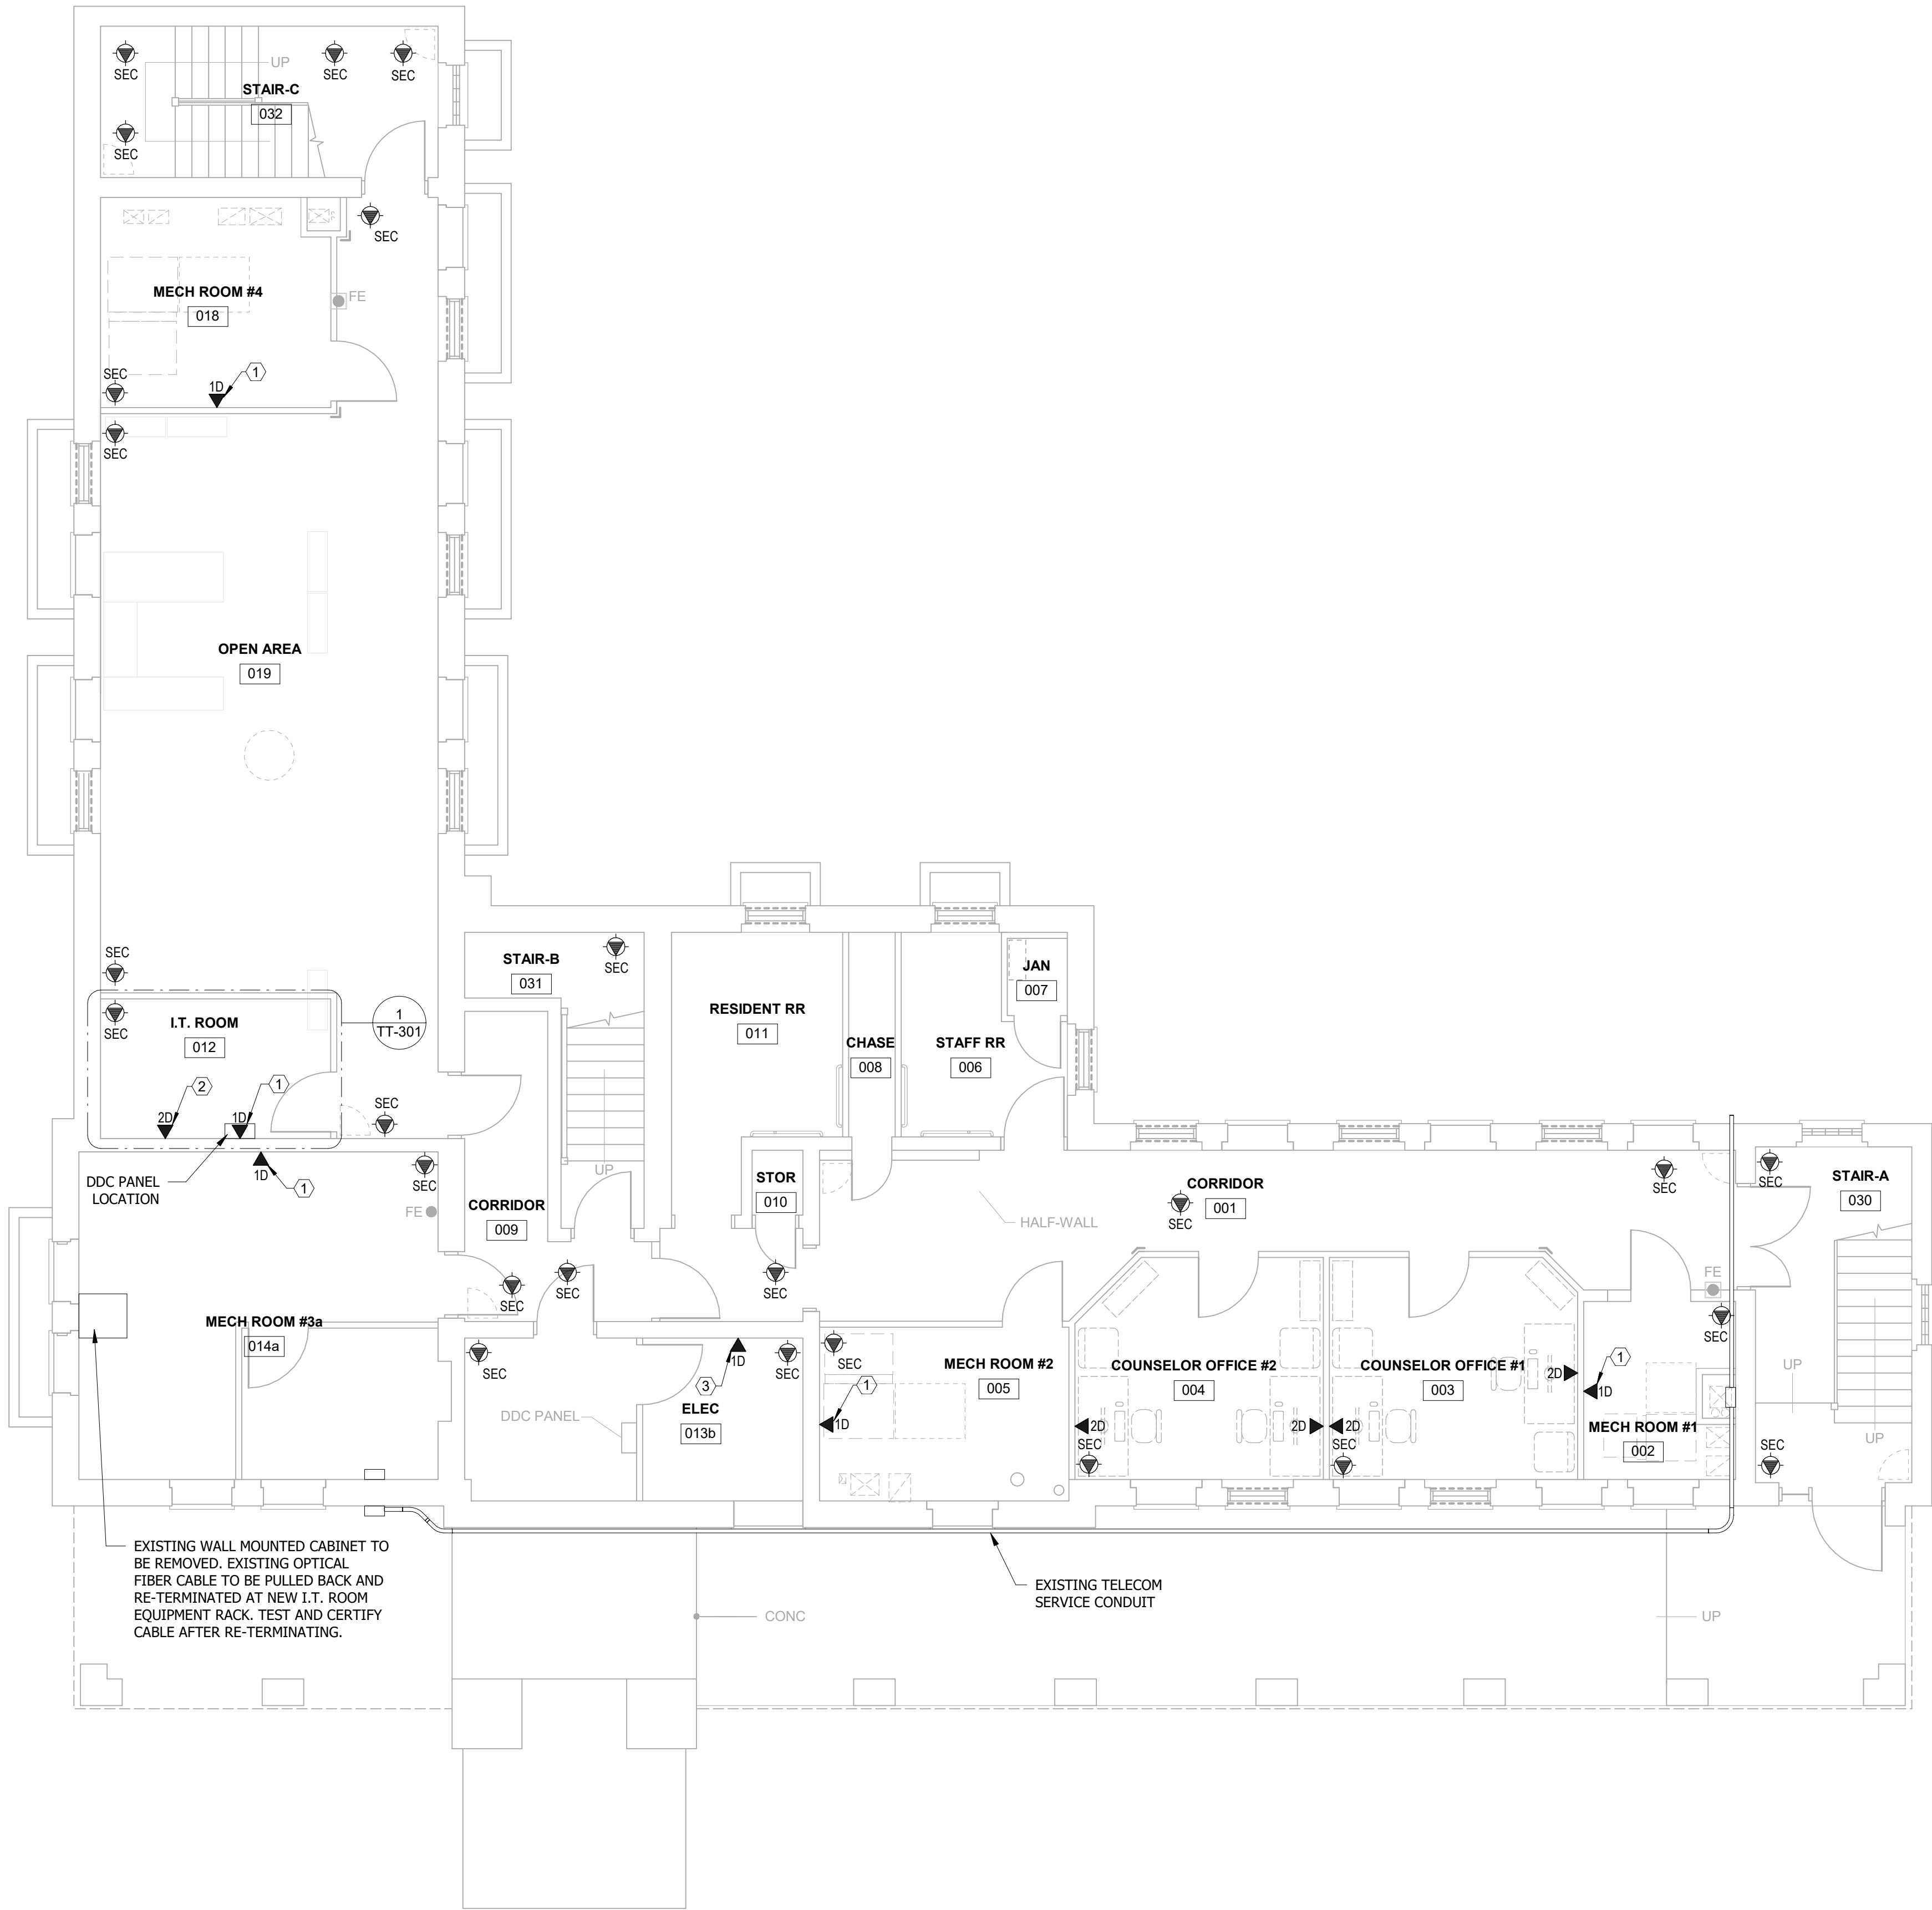 SEC
SEC
SEC
UP
STAIR-C
032
SEC
SEC
MECH ROOM #4
018
FE
SEC
1D
1
SEC
OPEN AREA
019
SEC
I.T. ROOM
012
SEC
1
TT-301
2
1
2D
1D
SEC
DDC PANEL
LOCATION
1D
1
SEC
FE
STAIR-B
031
SEC
UP
CORRIDOR
009
RESIDENT RR
011
CHASE
008
STAFF RR
006
JAN
007
STOR
010
HALF-WALL
CORRIDOR
001
SEC
SEC
SEC
STAIR-A
030
SEC
SEC
SEC
FE
SEC
MECH ROOM #3a
014a
SEC
1D
3
SEC
ELEC
013b
DDC PANEL
SEC
MECH ROOM #2
005
1
1D
COUNSELOR OFFICE #2
004
2D
SEC
2D
COUNSELOR OFFICE #1
003
2D
SEC
2D
1
1D
MECH ROOM #1
002
SEC
UP
UP
EXISTING WALL MOUNTED CABINET TO
BE REMOVED. EXISTING OPTICAL
FIBER CABLE TO BE PULLED BACK AND
RE-TERMINATED AT NEW I.T. ROOM
EQUIPMENT RACK. TEST AND CERTIFY
CABLE AFTER RE-TERMINATING.
EXISTING TELECOM
SERVICE CONDUIT
CONC
UP